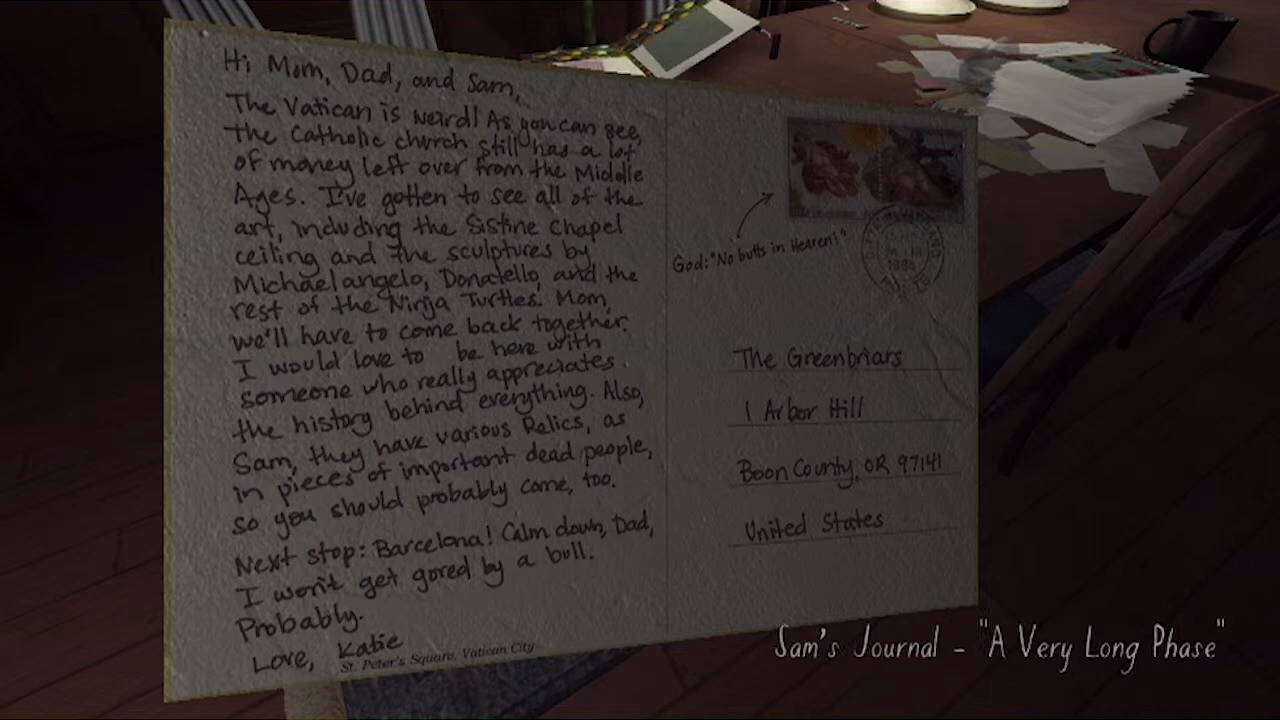 Hi Mom, Dad, and Sam,
The Vatican is weird! As you can see,
the Catholic church still has a lot
of money left over from the Middle
Ages. I've gotten to see all of the
art, including the Sistine Chapel
ceiling and the sculptures by
Michaelangelo, Donatello, and the
rest of the Ninja Turtles. Mom,
we'll have to come back together.
I would love to be here with
someone who really appreciates
the history behind everything. Also,
Sam, they have various Relics, as
in pieces of important dead people,
so you should probably come, too.
Next stop: Barcelona! Calm down, Dad,
I won't get gored by a bull.
Probably.
Love, Katie
St. Peter's Square, Vatican City
God: "No butts in Heaven!"
The Greenbriars
1 Arbor Hill
Boon County, OR 97141
United States
Sam's Journal - "A Very Long Phase"